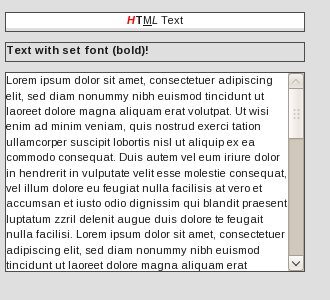 HTML Text
Text with set font (bold)!
Lorem ipsum dolor sit amet, consectetuer adipiscing
elit, sed diam nonummy nibh euismod tincidunt ut
laoreet dolore magna aliquam erat volutpat. Ut wisi
enim ad minim veniam, quis nostrud exerci tation
ullamcorper suscipit lobortis nisl ut aliquip ex ea
commodo consequat. Duis autem vel eum iriure dolor
in hendrerit in vulputate velit esse molestie consequat,
vel illum dolore eu feugiat nulla facilisis at vero et
accumsan et iusto odio dignissim qui blandit praesent
luptatum zzril delenit augue duis dolore te feugait
nulla facilisi. Lorem ipsum dolor sit amet, consectetuer
adipiscing elit, sed diam nonummy nibh euismod
tincidunt ut laoreet dolore magna aliquam erat